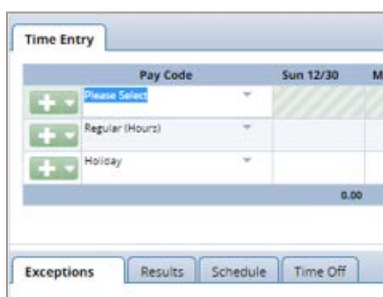 Time Entry
Pay Code Sun 12/30 M
Please Select
Regular (Hours)
Holiday
0.00
Exceptions Results Schedule Time Off